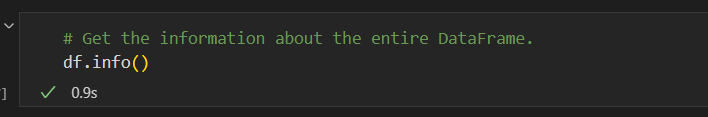 # Get the information about the entire DataFrame.
df.info()
]
0.9s